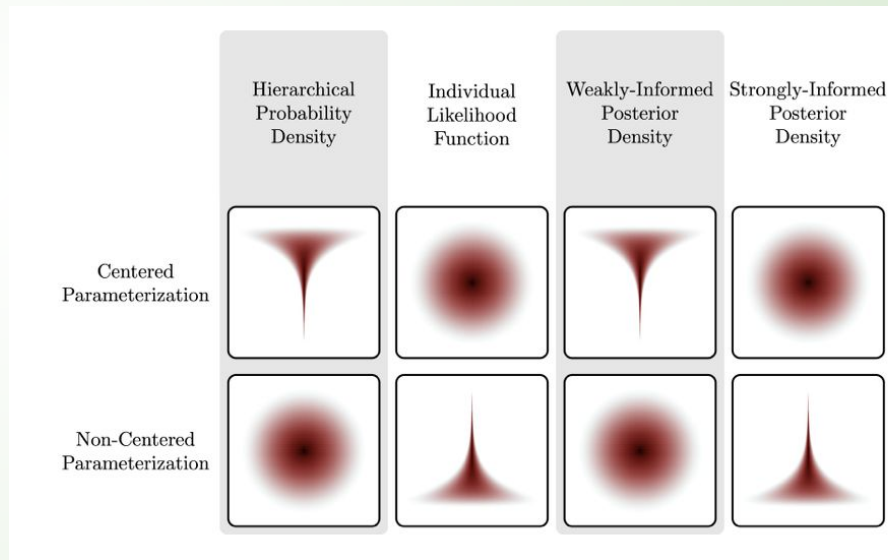 Hierarchical
Probability
Density
Individual
Likelihood
Function
Weakly-Informed
Posterior
Density
Strongly-Informed
Posterior
Density
Centered
Parameterization
Non-Centered
Parameterization